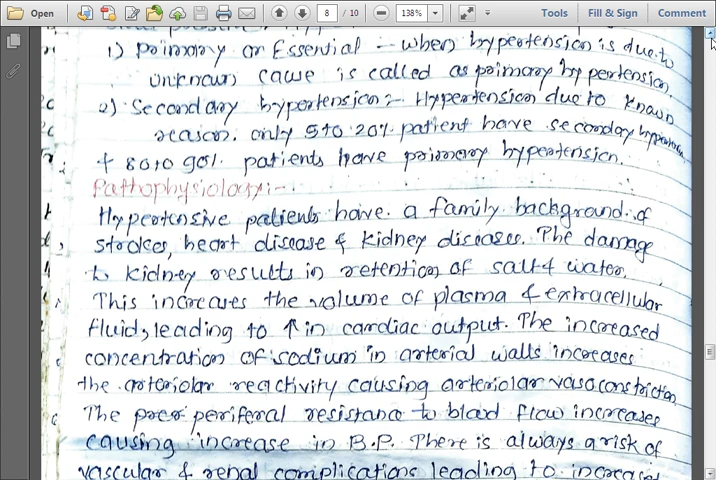 Open 8 / 10 138% Tools Fill & Sign Comment
1) Primary or Essential - when hypertension is due to
unknown cause is called as primary hypertension
2) Secondary hypertension :- Hypertension due to known
reason. only 5 to 20% patient have secondary hypertension
+ 80 to 90% patients have primary hypertension.
Pathophysiology :-
Hypertensive patients have a family background of
strokes, heart disease & kidney diseases. The damage
to kidney results in retention of salt & water.
This increases the volume of plasma & extracellular
fluid, leading to ↑ in cardiac output. The increased
concentration of sodium in arterial walls increases
the arteriolar reactivity causing arteriolar vasoconstriction
The peer periferal resistance to blood flow increases
causing increase in B.P. There is always a risk of
vascular & renal complications leading to increased